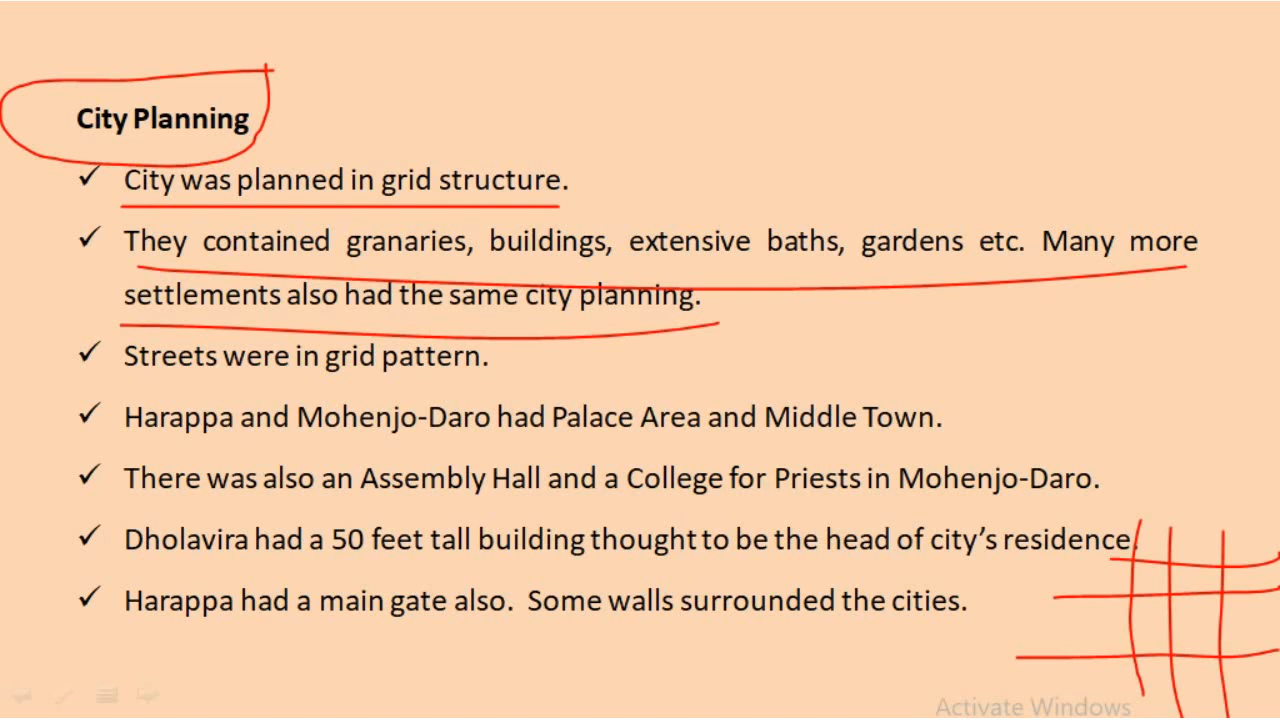 City Planning
✓ City was planned in grid structure.
✓ They contained granaries, buildings, extensive baths, gardens etc. Many more
settlements also had the same city planning.
✓ Streets were in grid pattern.
✓ Harappa and Mohenjo-Daro had Palace Area and Middle Town.
✓ There was also an Assembly Hall and a College for Priests in Mohenjo-Daro.
✓ Dholavira had a 50 feet tall building thought to be the head of city’s residence.
✓ Harappa had a main gate also.  Some walls surrounded the cities.
Activate Windows